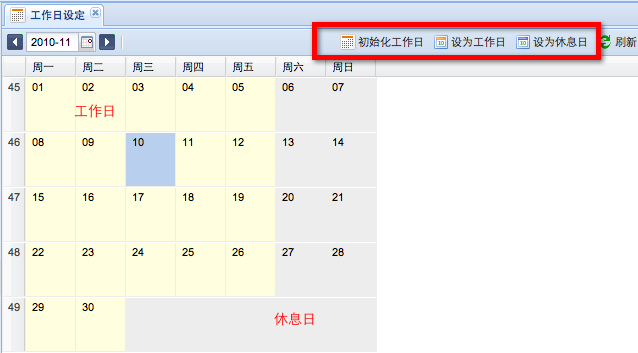 工作日设定
2010-11 初始化工作日 设为工作日 设为休息日 刷新
周一 周二 周三 周四 周五 周六 周日
45 01 02 03 04 05 06 07
工作日
46 08 09 10 11 12 13 14
47 15 16 17 18 19 20 21
48 22 23 24 25 26 27 28
49 29 30
休息日